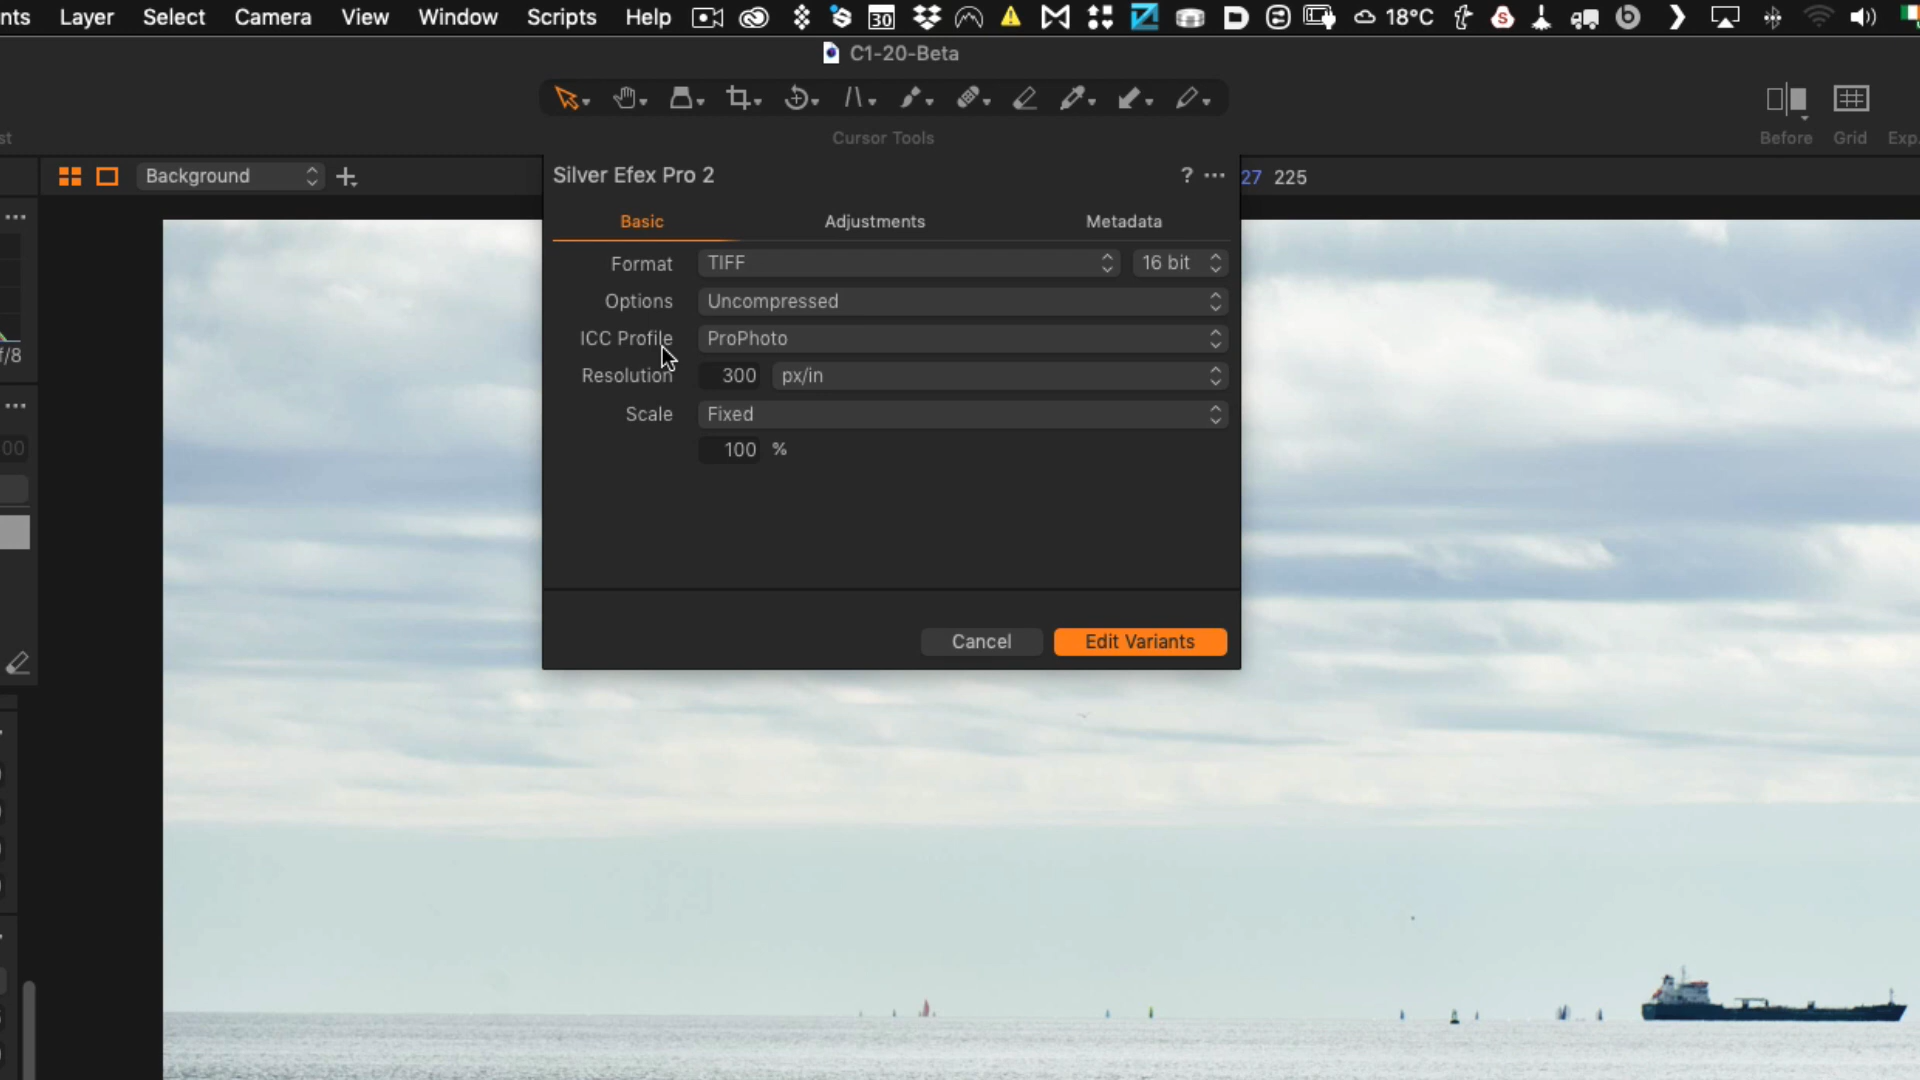 nts Layer Select Camera View Window Scripts Help 30 18°C
C1-20-Beta
Cursor Tools
st
Before Grid Exp.
Background
Silver Efex Pro 2 ?
27 225
Basic Adjustments Metadata
Format TIFF 16 bit
Options Uncompressed
ICC Profile ProPhoto
f/8
Resolution 300 px/in
Scale Fixed
00
100 %
Cancel Edit Variants